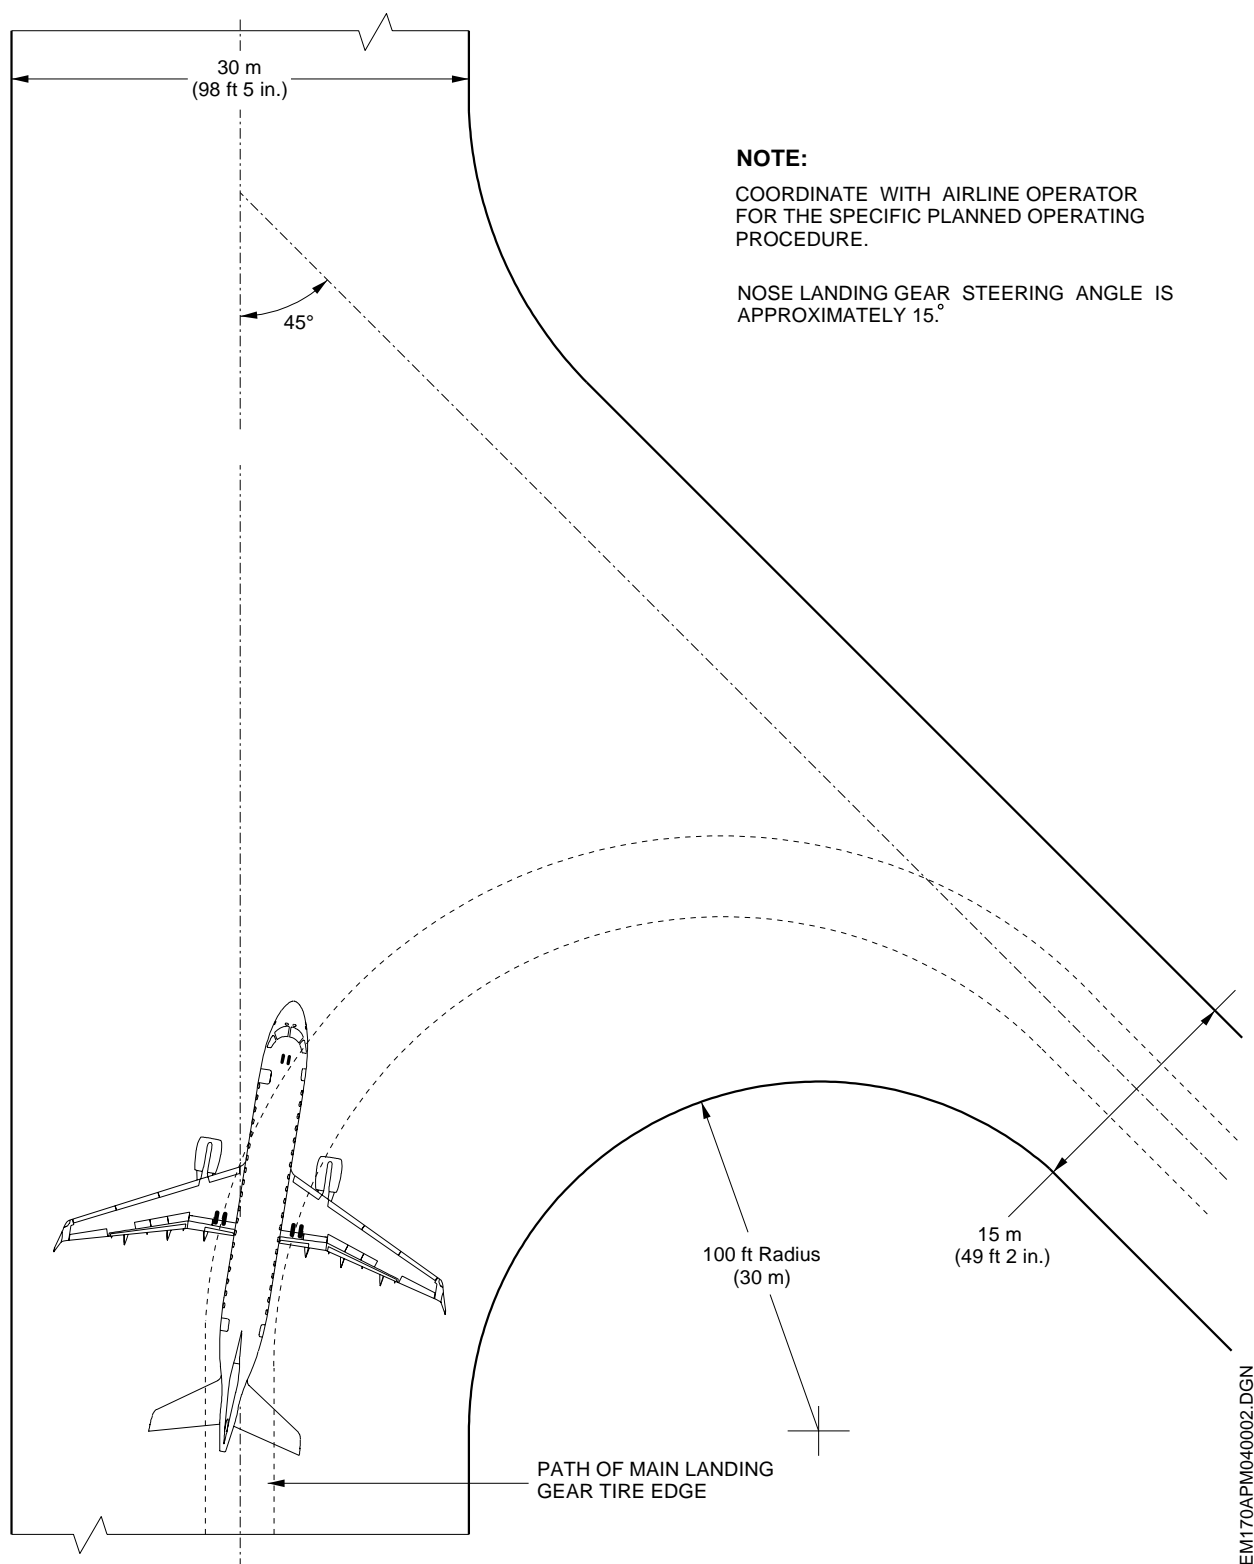 30 m
(98 ft 5 in.)
NOTE:
COORDINATE WITH AIRLINE OPERATOR
FOR THE SPECIFIC PLANNED OPERATING
PROCEDURE.
NOSE LANDING GEAR STEERING ANGLE IS
APPROXIMATELY 15.°
45°
100 ft Radius
(30 m)
15 m
(49 ft 2 in.)
PATH OF MAIN LANDING
GEAR TIRE EDGE
EM170APM040002.DGN